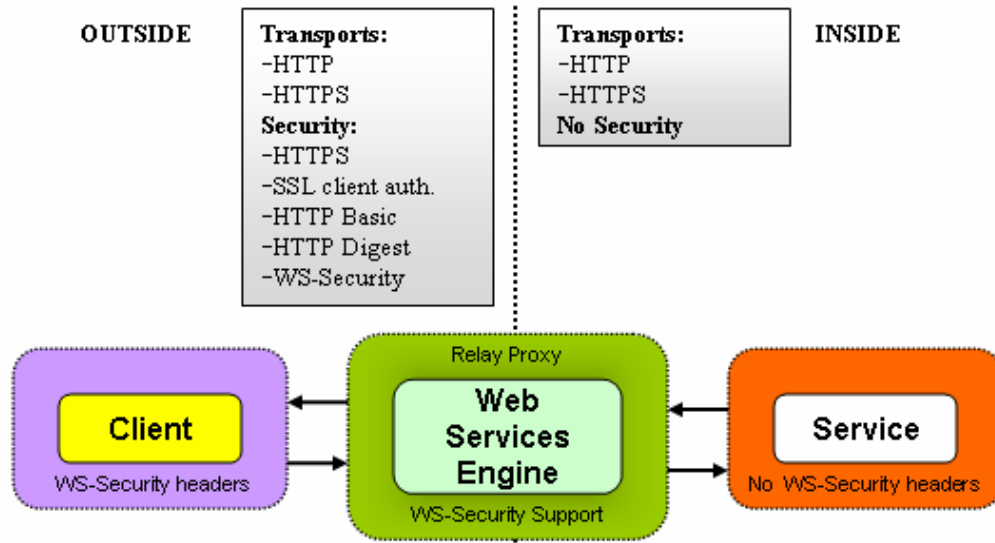 OUTSIDE
Transports:
-HTTP
-HTTPS
Security:
-HTTPS
-SSL client auth.
-HTTP Basic
-HTTP Digest
-WS-Security
Transports:
-HTTP
-HTTPS
No Security
INSIDE
Client
WS-Security headers
Relay Proxy
Web
Services
Engine
WS-Security Support
Service
No WS-Security headers